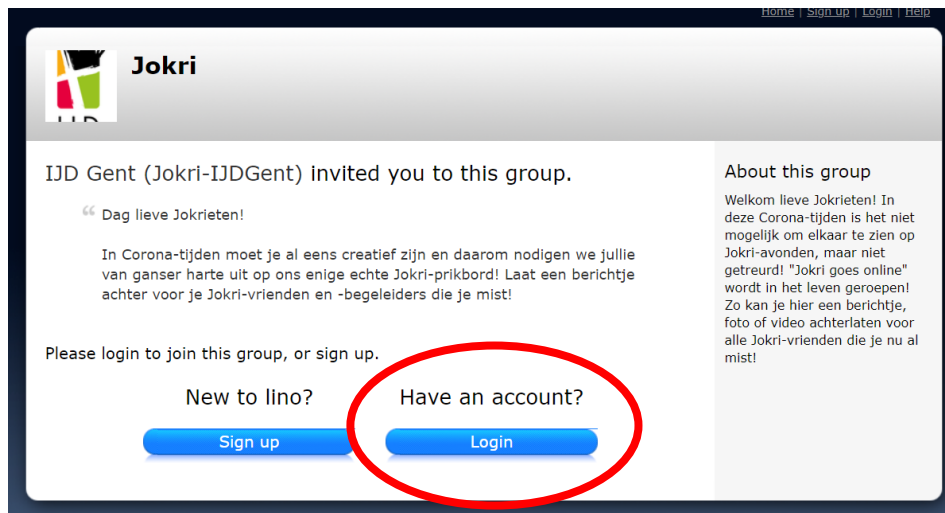 Home | Sign up | Login | Help
Jokri
IJD
IJD Gent (Jokri-IJDGent) invited you to this group.
“ Dag lieve Jokrieten!
In Corona-tijden moet je al eens creatief zijn en daarom nodigen we jullie
van ganser harte uit op ons enige echte Jokri-prikbord! Laat een berichtje
achter voor je Jokri-vrienden en -begeleiders die je mist!
Please login to join this group, or sign up.
New to lino?
Sign up
Have an account?
Login
About this group
Welkom lieve Jokrieten! In
deze Corona-tijden is het niet
mogelijk om elkaar te zien op
Jokri-avonden, maar niet
getreurd! "Jokri goes online"
wordt in het leven geroepen!
Zo kan je hier een berichtje,
foto of video achterlaten voor
alle Jokri-vrienden die je nu al
mist!